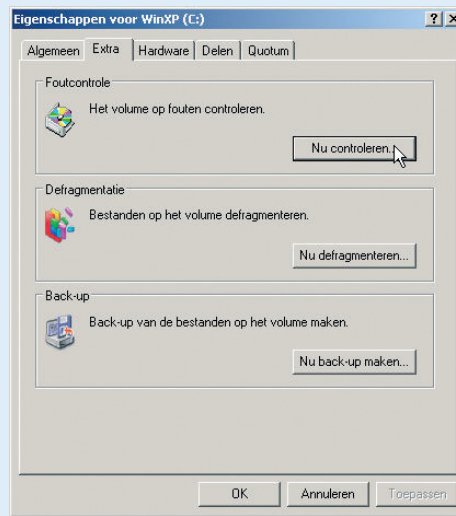 Eigenschappen voor WinXP (C:)
Algemeen Extra Hardware Delen Quotum
Foutcontrole
Het volume op fouten controleren.
Nu controleren...
Defragmentatie
Bestanden op het volume defragmenteren.
Nu defragmenteren...
Back-up
Back-up van de bestanden op het volume maken.
Nu back-up maken...
OK Annuleren Toepassen